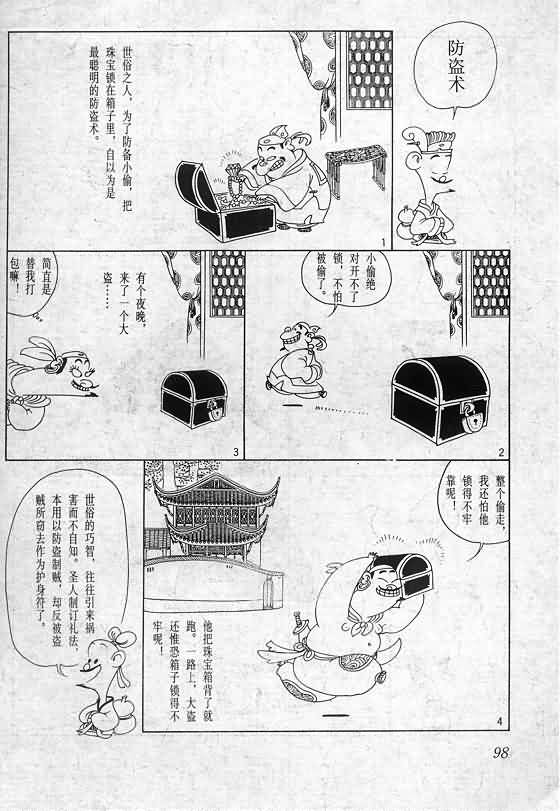 防盗术
世俗之人，为了防备小偷，把
珠宝锁在箱子里，自以为是
最聪明的防盗术。
1
小偷绝
对开不了
锁，不怕
被偷了。
2
有个夜晚，
来了一个大
盗……
简直是
替我打
包嘛！
3
整个偷走，
我还怕他
锁得不牢
靠呢！
他把珠宝箱背了就
跑。一路上，大盗
还惟恐箱子锁得不
牢呢！
4
世俗的巧智，往往引来祸
害而不自知。圣人制订礼法，
本用以防盗制贼，却反被盗
贼所窃去作为护身符了。
98